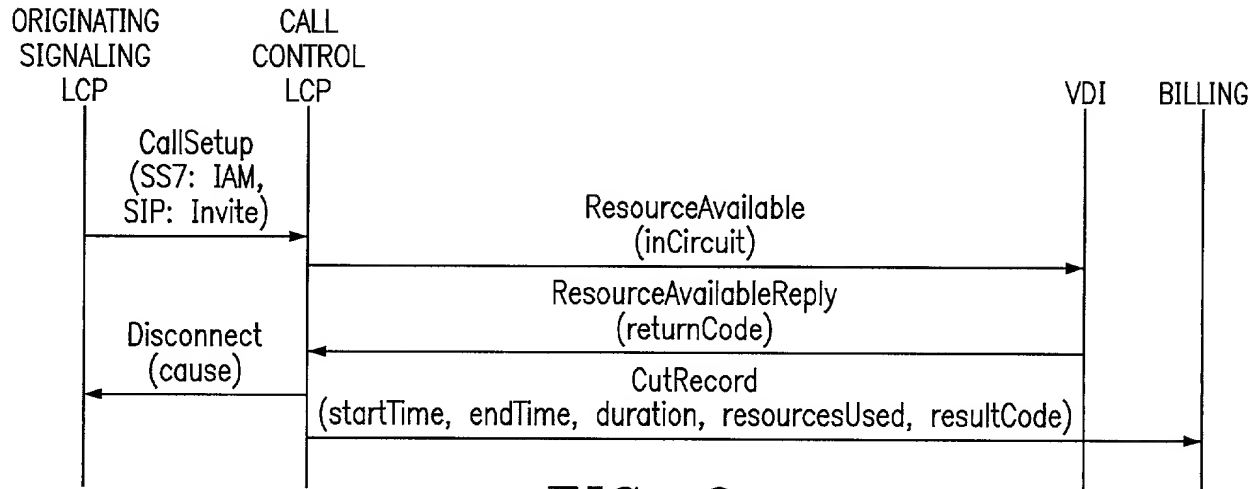 ORIGINATING
SIGNALING
LCP
CALL
CONTROL
LCP
VDI
BILLING
CallSetup
(SS7: IAM,
SIP: Invite)
ResourceAvailable
(inCircuit)
ResourceAvailableReply
(returnCode)
Disconnect
(cause)
CutRecord
(startTime, endTime, duration, resourcesUsed, resultCode)